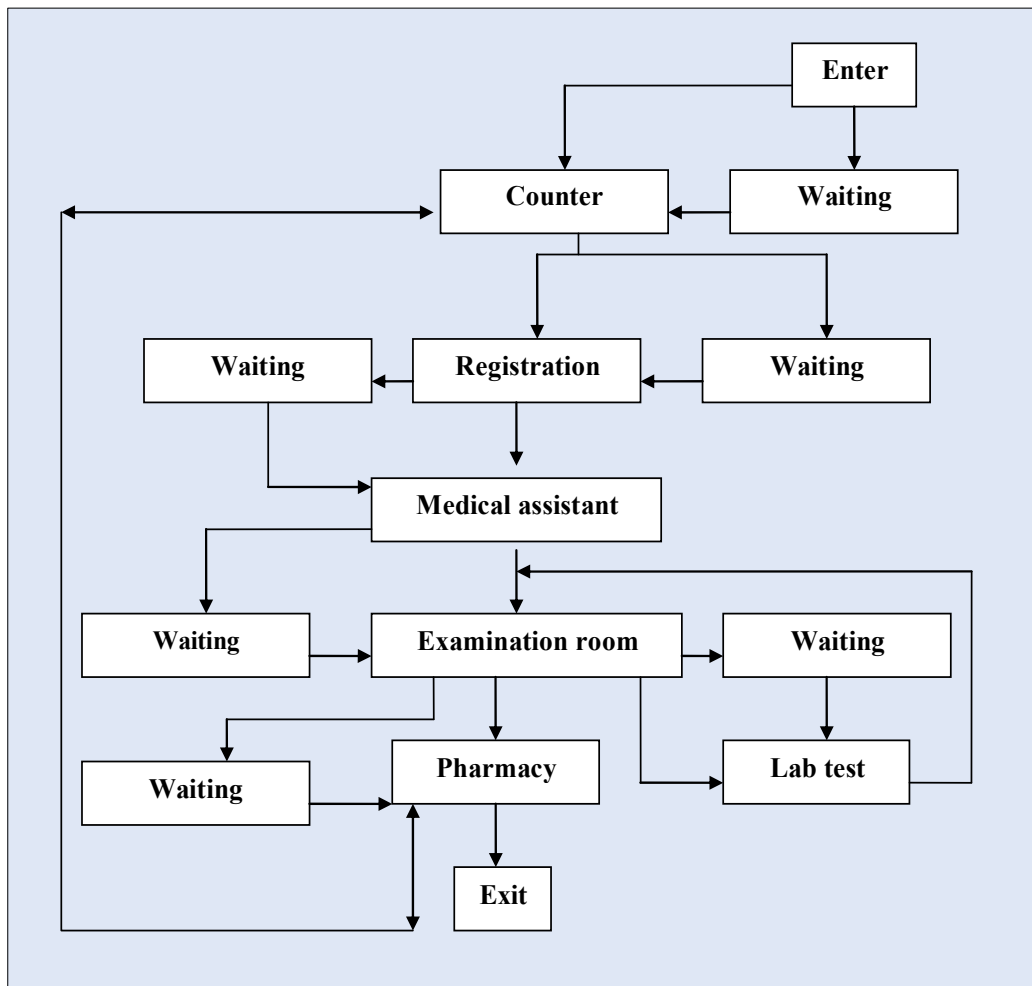 Enter
Counter
Waiting
Waiting
Registration
Waiting
Medical assistant
Waiting
Examination room
Waiting
Waiting
Pharmacy
Lab test
Exit